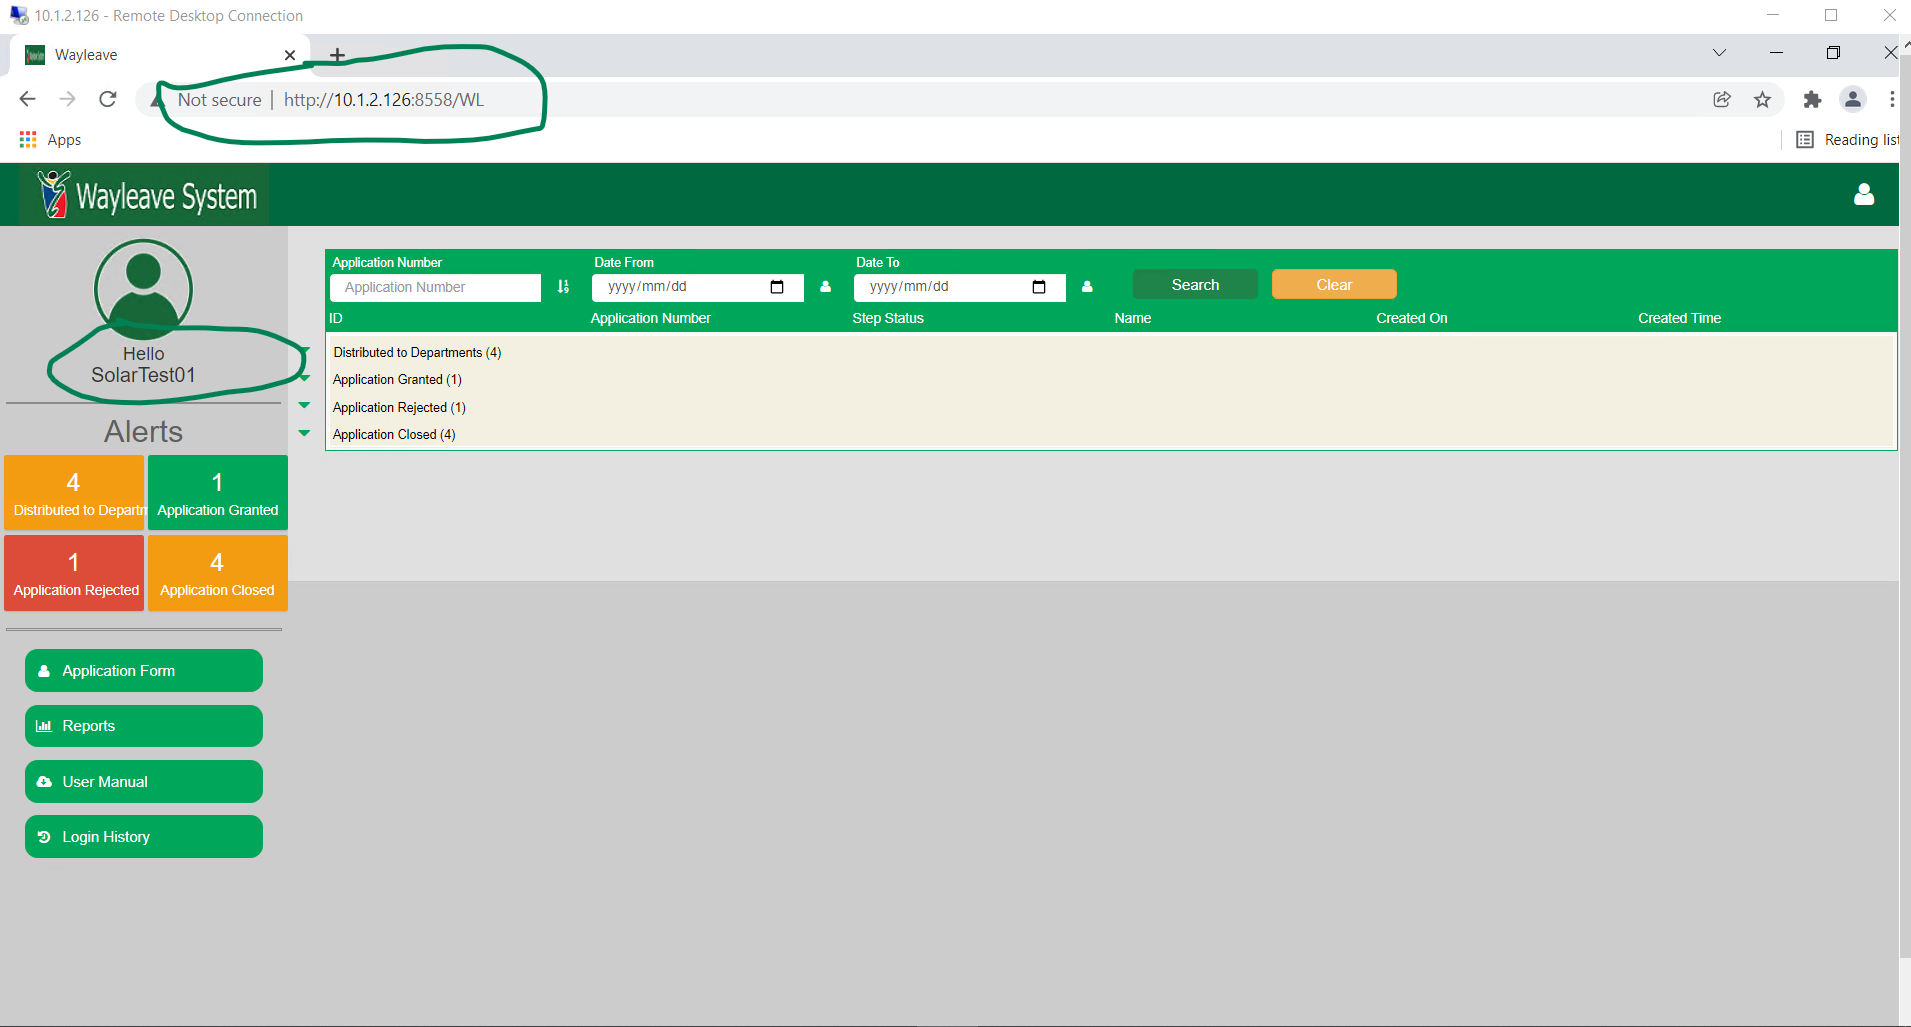 10.1.2.126 - Remote Desktop Connection
Wayleave
Not secure | http://10.1.2.126:8558/WL
Apps
Reading list
Wayleave System
Hello
SolarTest01
Alerts
4
Distributed to Departm
1
Application Granted
1
Application Rejected
4
Application Closed
Application Form
Reports
User Manual
Login History
Application Number Date From Date To
Application Number yyyy/mm/dd yyyy/mm/dd Search Clear
ID Application Number Step Status Name Created On Created Time
Distributed to Departments (4)
Application Granted (1)
Application Rejected (1)
Application Closed (4)